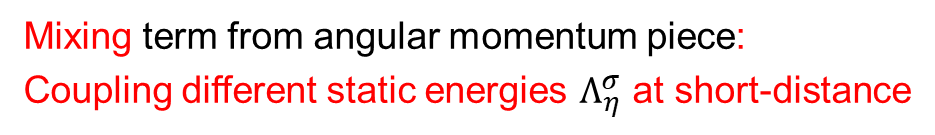 Mixing term from angular momentum piece:
Coupling different static energies Λ_η^σ at short-distance